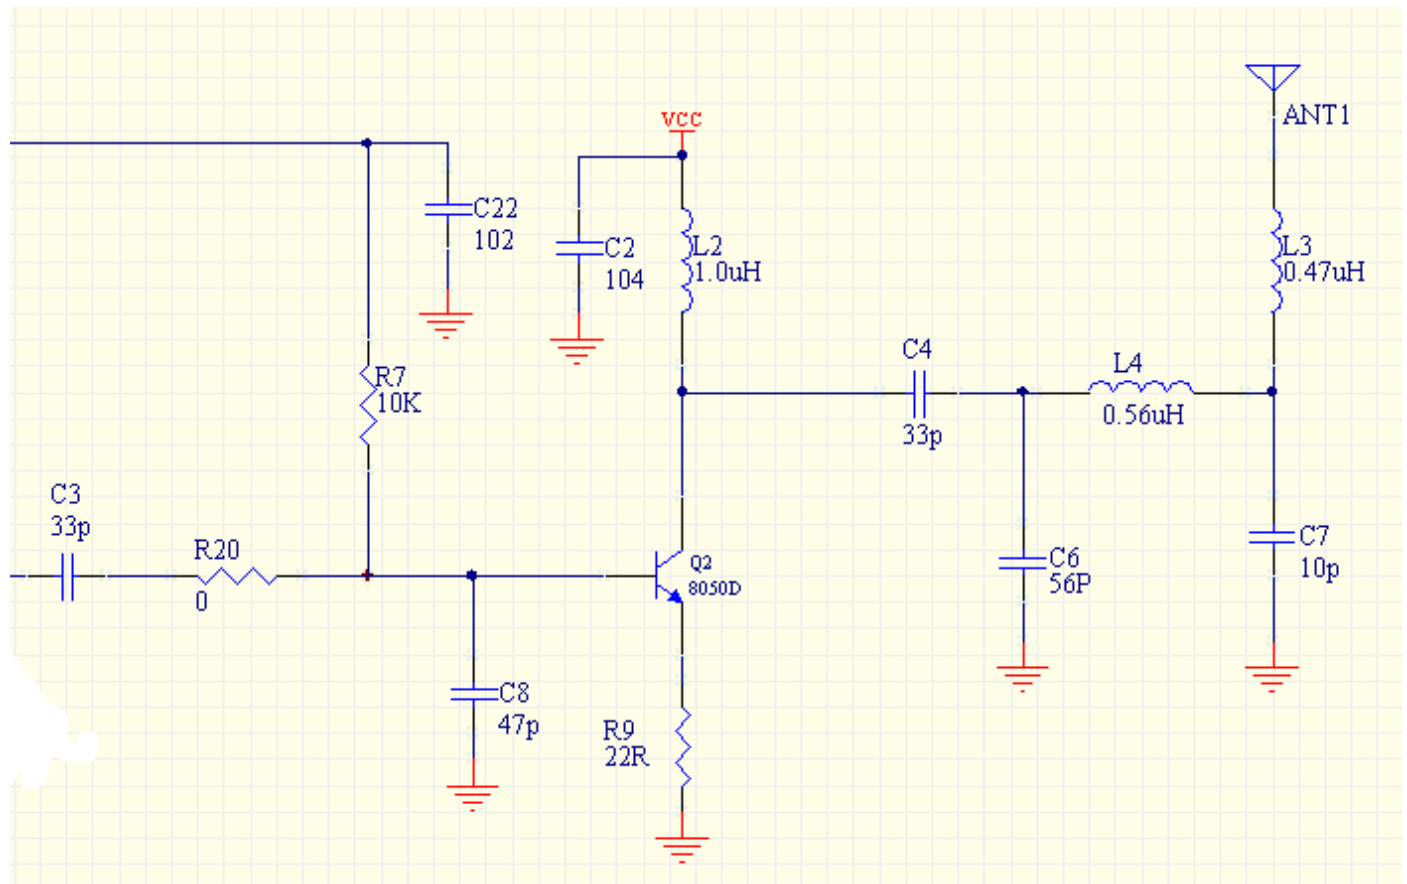 ANT1
VCC
C22
102
C2
104
L2
1.0uH
L3
0.47uH
C4
33p
L4
0.56uH
R7
10K
C3
33p
R20
0
Q2
8050D
C6
56P
C7
10p
C8
47p
R9
22R